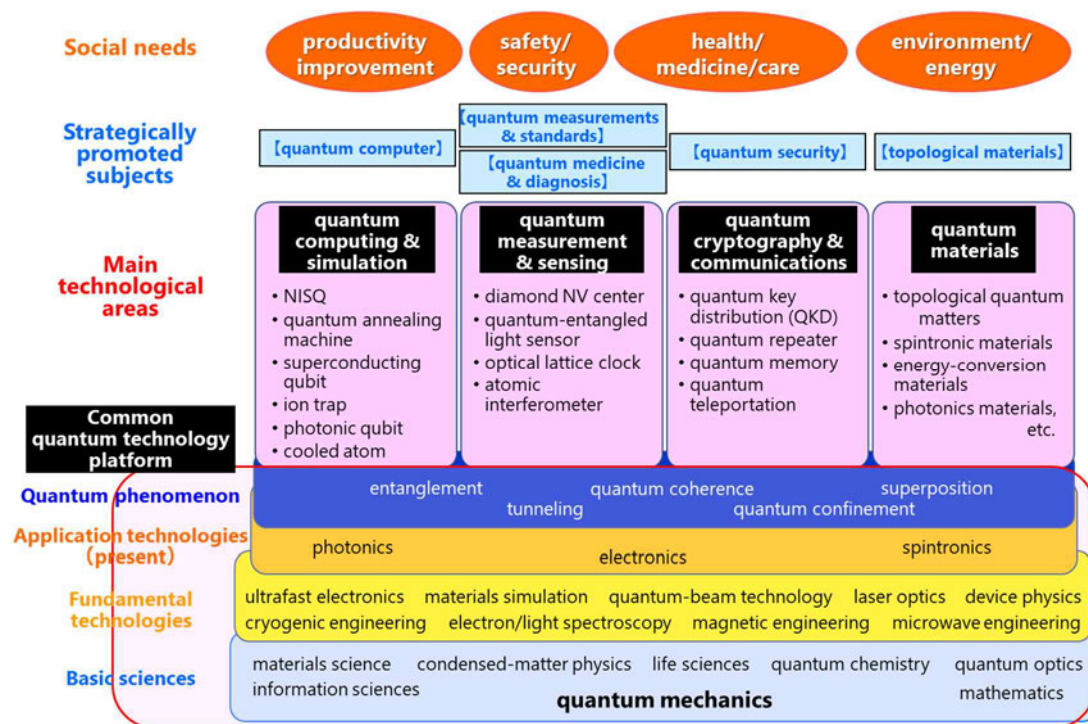 Social needs
productivity
improvement
safety/
security
health/
medicine/care
environment/
energy
Strategically
promoted
subjects
【quantum computer】
【quantum measurements
& standards】
【quantum medicine
& diagnosis】
【quantum security】
【topological materials】
Main
technological
areas
quantum
computing &
simulation
• NISQ
• quantum annealing
machine
• superconducting
qubit
• ion trap
• photonic qubit
• cooled atom
quantum
measurement
& sensing
• diamond NV center
• quantum-entangled
light sensor
• optical lattice clock
• atomic
interferometer
quantum
cryptography &
communications
• quantum key
distribution (QKD)
• quantum repeater
• quantum memory
• quantum
teleportation
quantum
materials
• topological quantum
matters
• spintronic materials
• energy-conversion
materials
• photonics materials,
etc.
Common
quantum technology
platform
Quantum phenomenon
entanglement quantum coherence superposition
tunneling quantum confinement
Application technologies
(present)
photonics electronics spintronics
Fundamental
technologies
ultrafast electronics materials simulation quantum-beam technology laser optics device physics
cryogenic engineering electron/light spectroscopy magnetic engineering microwave engineering
Basic sciences
materials science condensed-matter physics life sciences quantum chemistry quantum optics
information sciences quantum mechanics mathematics